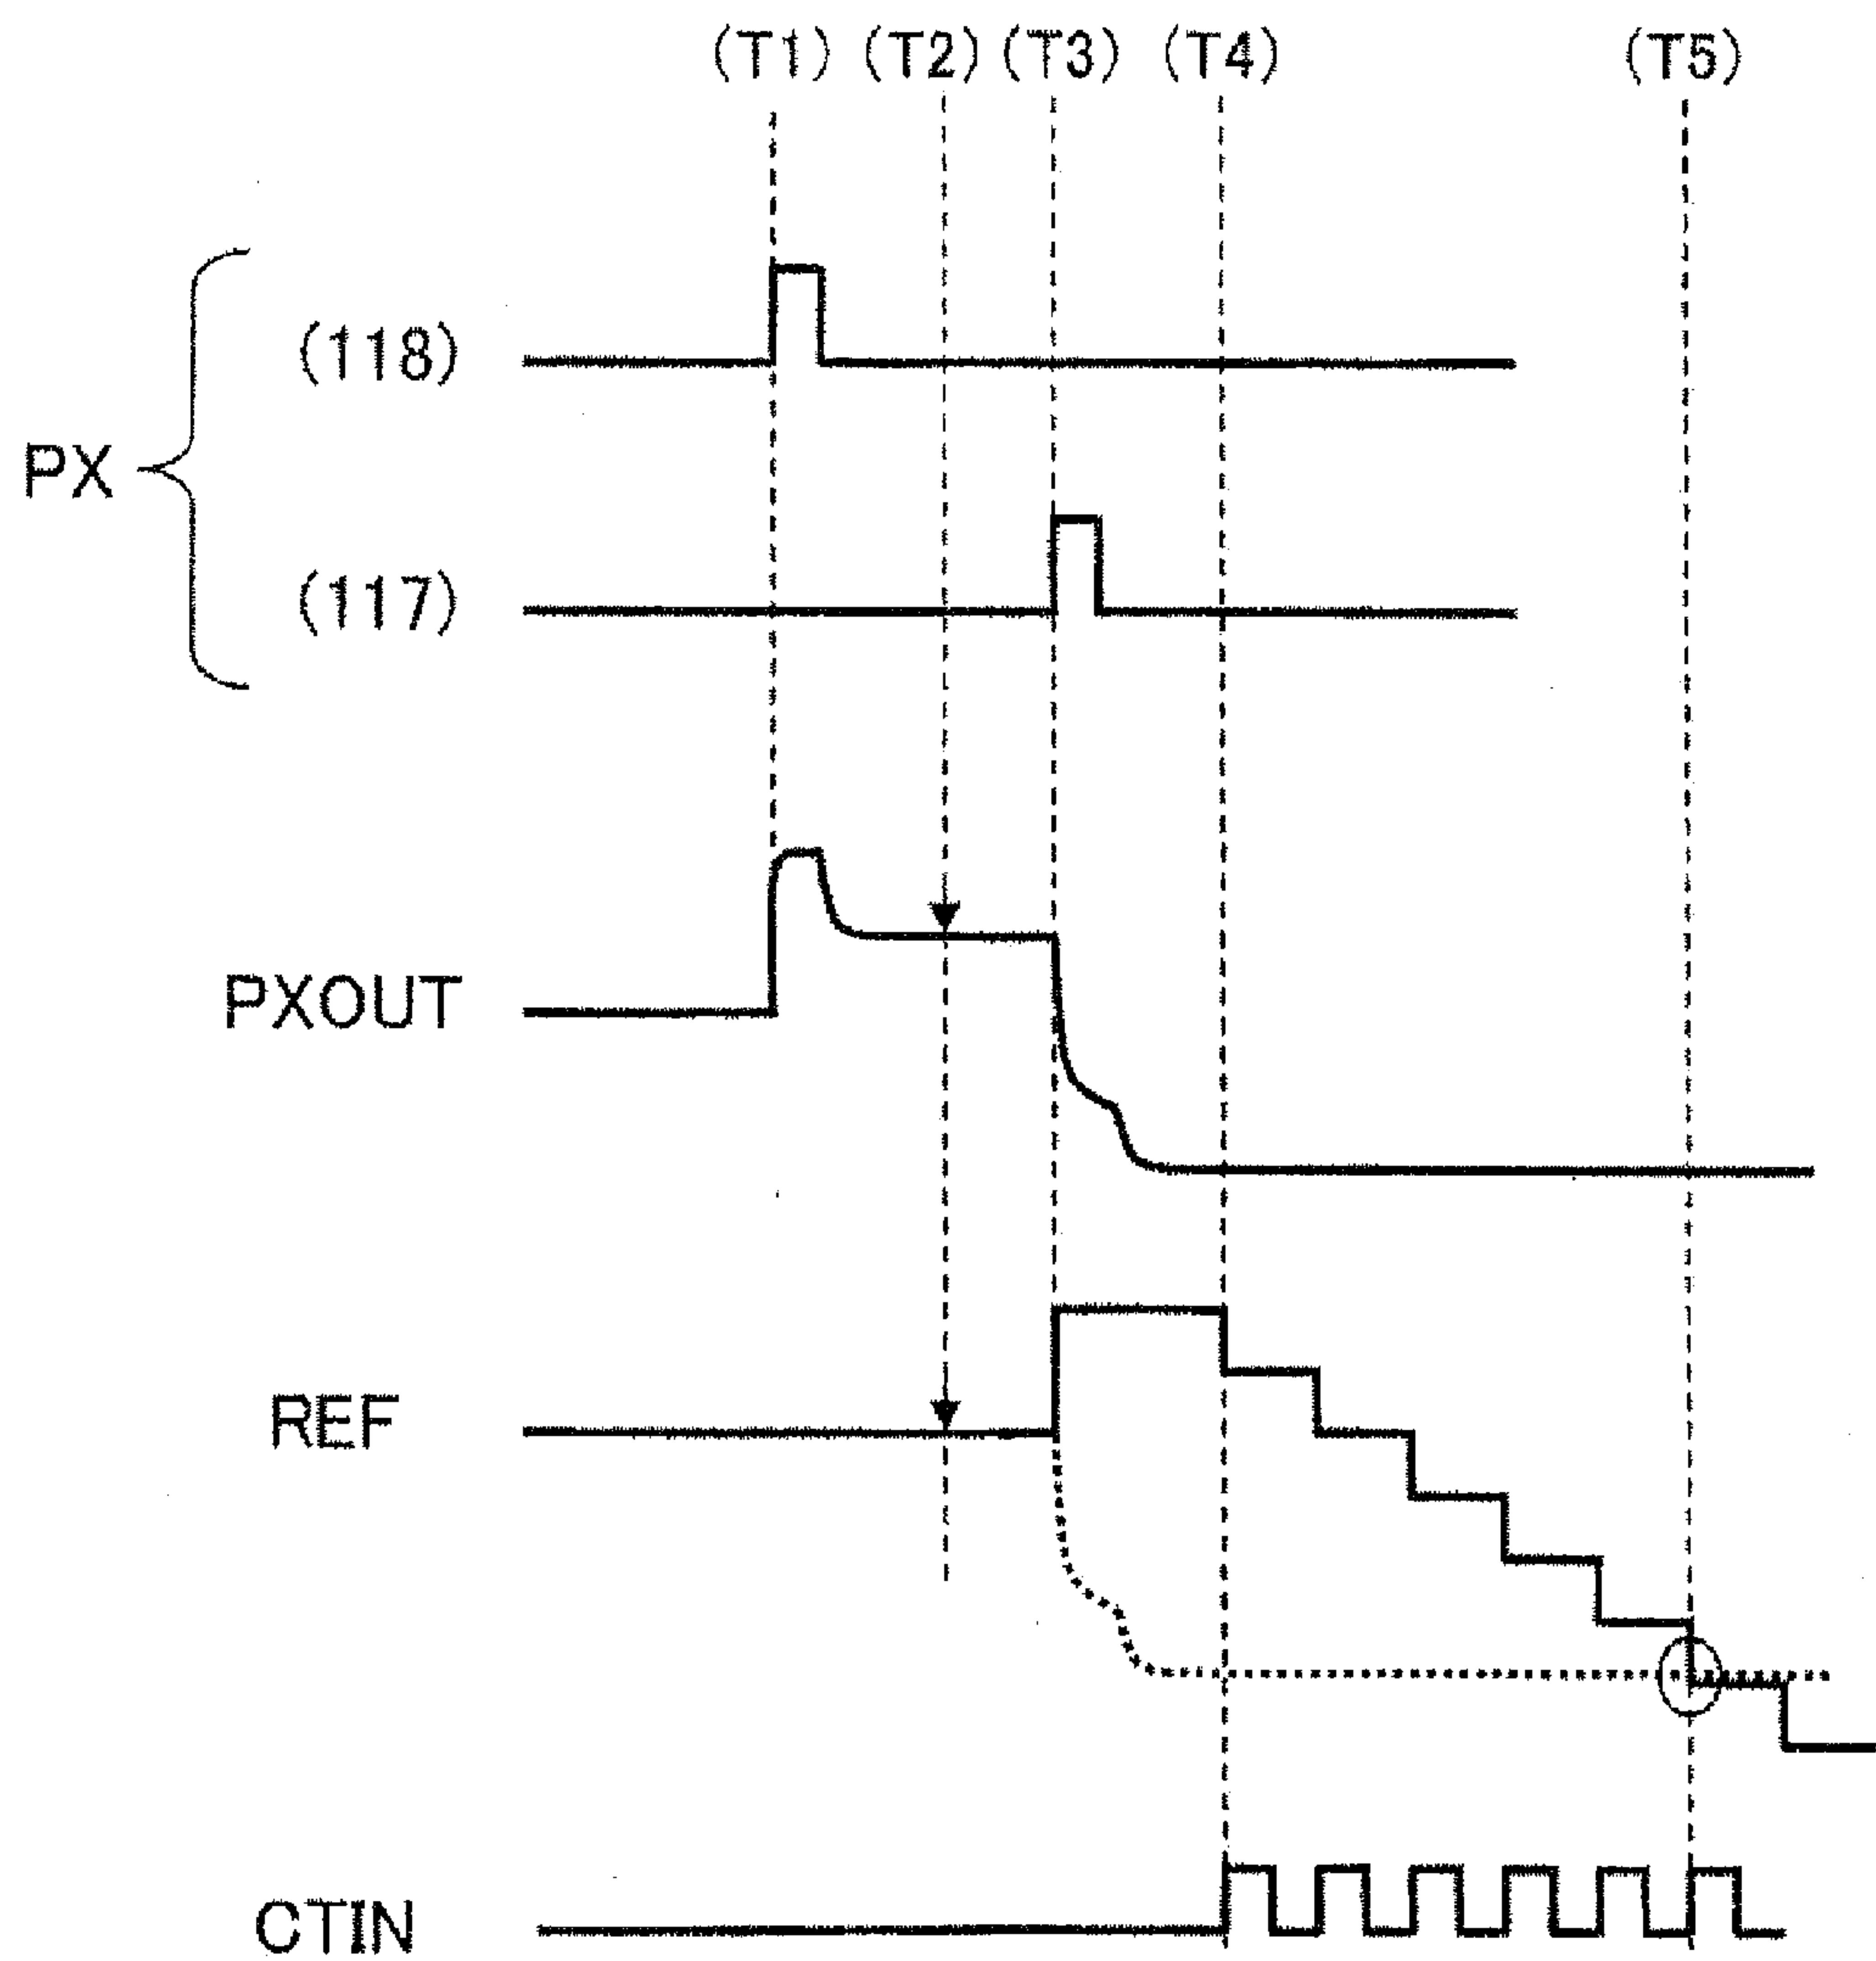 (T1) (T2) (T3) (T4) (T5)
(118)
PX
(117)
PXOUT
REF
CTIN